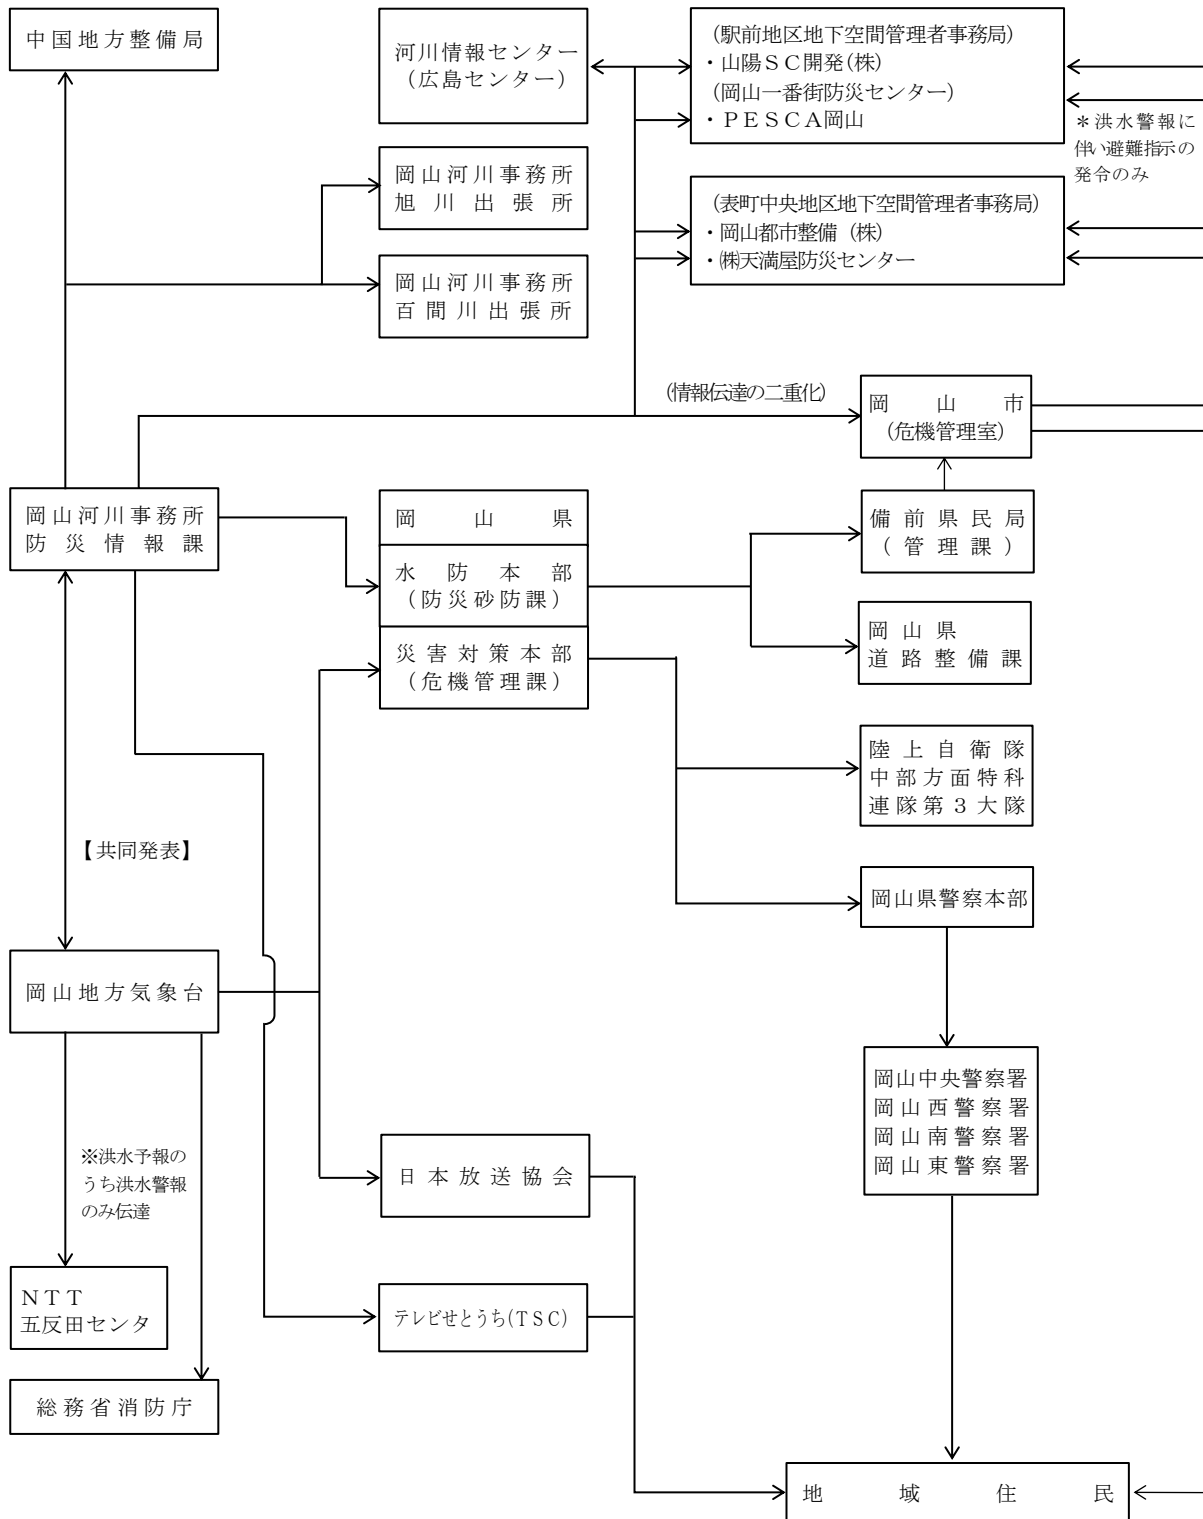 中国地方整備局
河川情報センター
(広島センター)
(駅前地区地下空間管理者事務局)
・山陽SC開発(株)
(岡山一番街防災センター)
・PESCA岡山
*洪水警報に
伴い避難指示の
発令のみ
岡山河川事務所
旭川出張所
(表町中央地区地下空間管理者事務局)
・岡山都市整備(株)
・㈱天満屋防災センター
岡山河川事務所
百間川出張所
(情報伝達の二重化)
岡山市
(危機管理室)
岡山河川事務所
防災情報課
岡山県
水防本部
(防災砂防課)
災害対策本部
(危機管理課)
備前県民局
(管理課)
岡山県
道路整備課
陸上自衛隊
中部方面特科
連隊第3大隊
【共同発表】
岡山県警察本部
岡山地方気象台
岡山中央警察署
岡山西警察署
岡山南警察署
岡山東警察署
※洪水予報の
うち洪水警報
のみ伝達
日本放送協会
NTT
五反田センタ
テレビせとうち(TSC)
総務省消防庁
地域住民